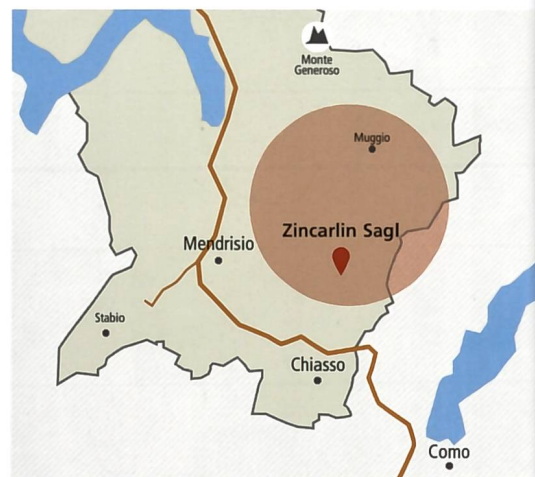 Monte
Generoso
Muggio
Zincarlin Sagl
Mendrisio
Stabio
Chiasso
Como